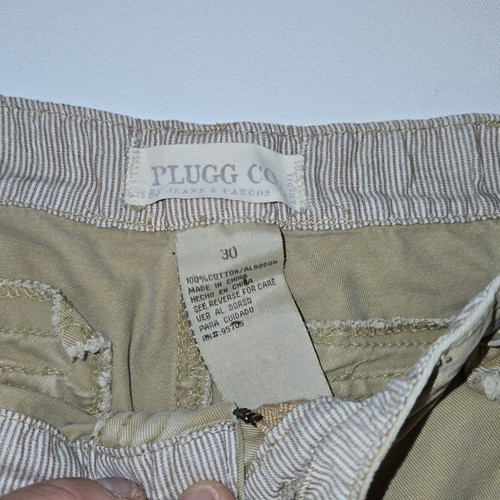 PLUGG CO
JEANS & CARGOS
30
100%COTTON/ALGODON
MADE IN CHINA
HECHO EN CHINA
SEE REVERSE FOR CARE
VER AL DORSO
PARA CUIDADO